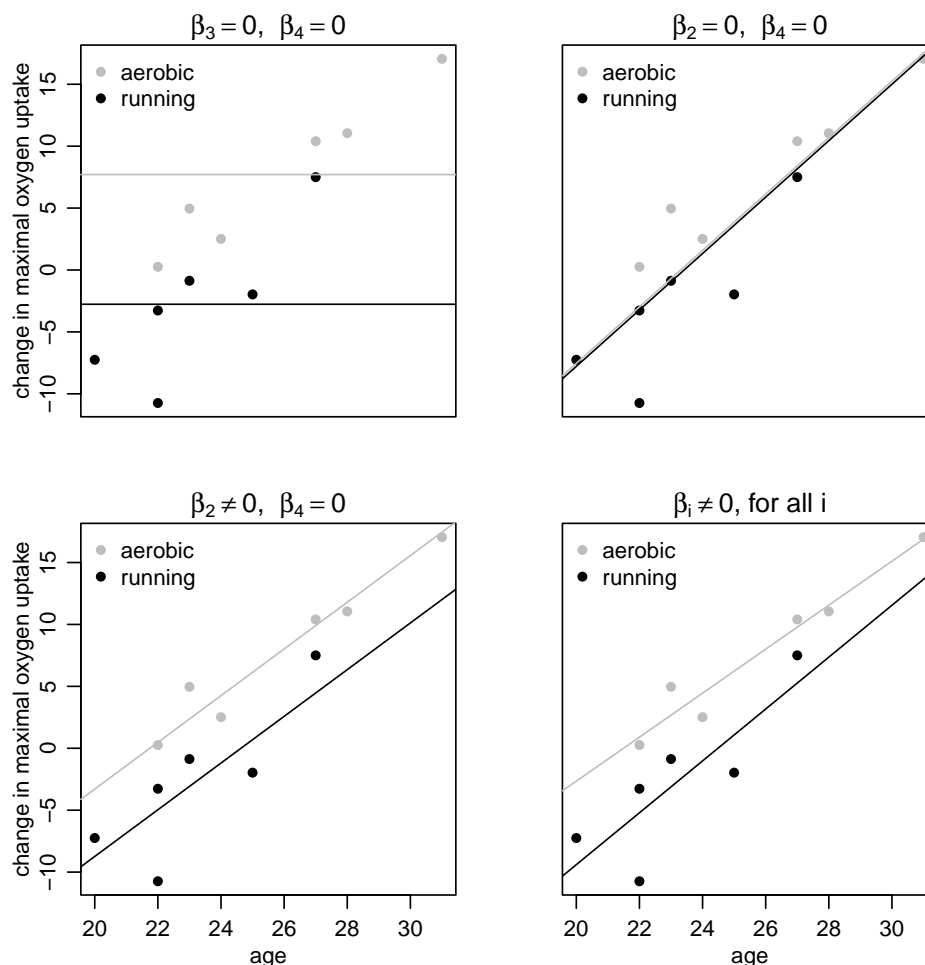 β₃ = 0, β₄ = 0
change in maximal oxygen uptake
−10 −5 0 5 10 15
aerobic
running
β₂ = 0, β₄ = 0
aerobic
running
β₂ ≠ 0, β₄ = 0
change in maximal oxygen uptake
−10 −5 0 5 10 15
aerobic
running
20 22 24 26 28 30
age
βᵢ ≠ 0, for all i
aerobic
running
20 22 24 26 28 30
age